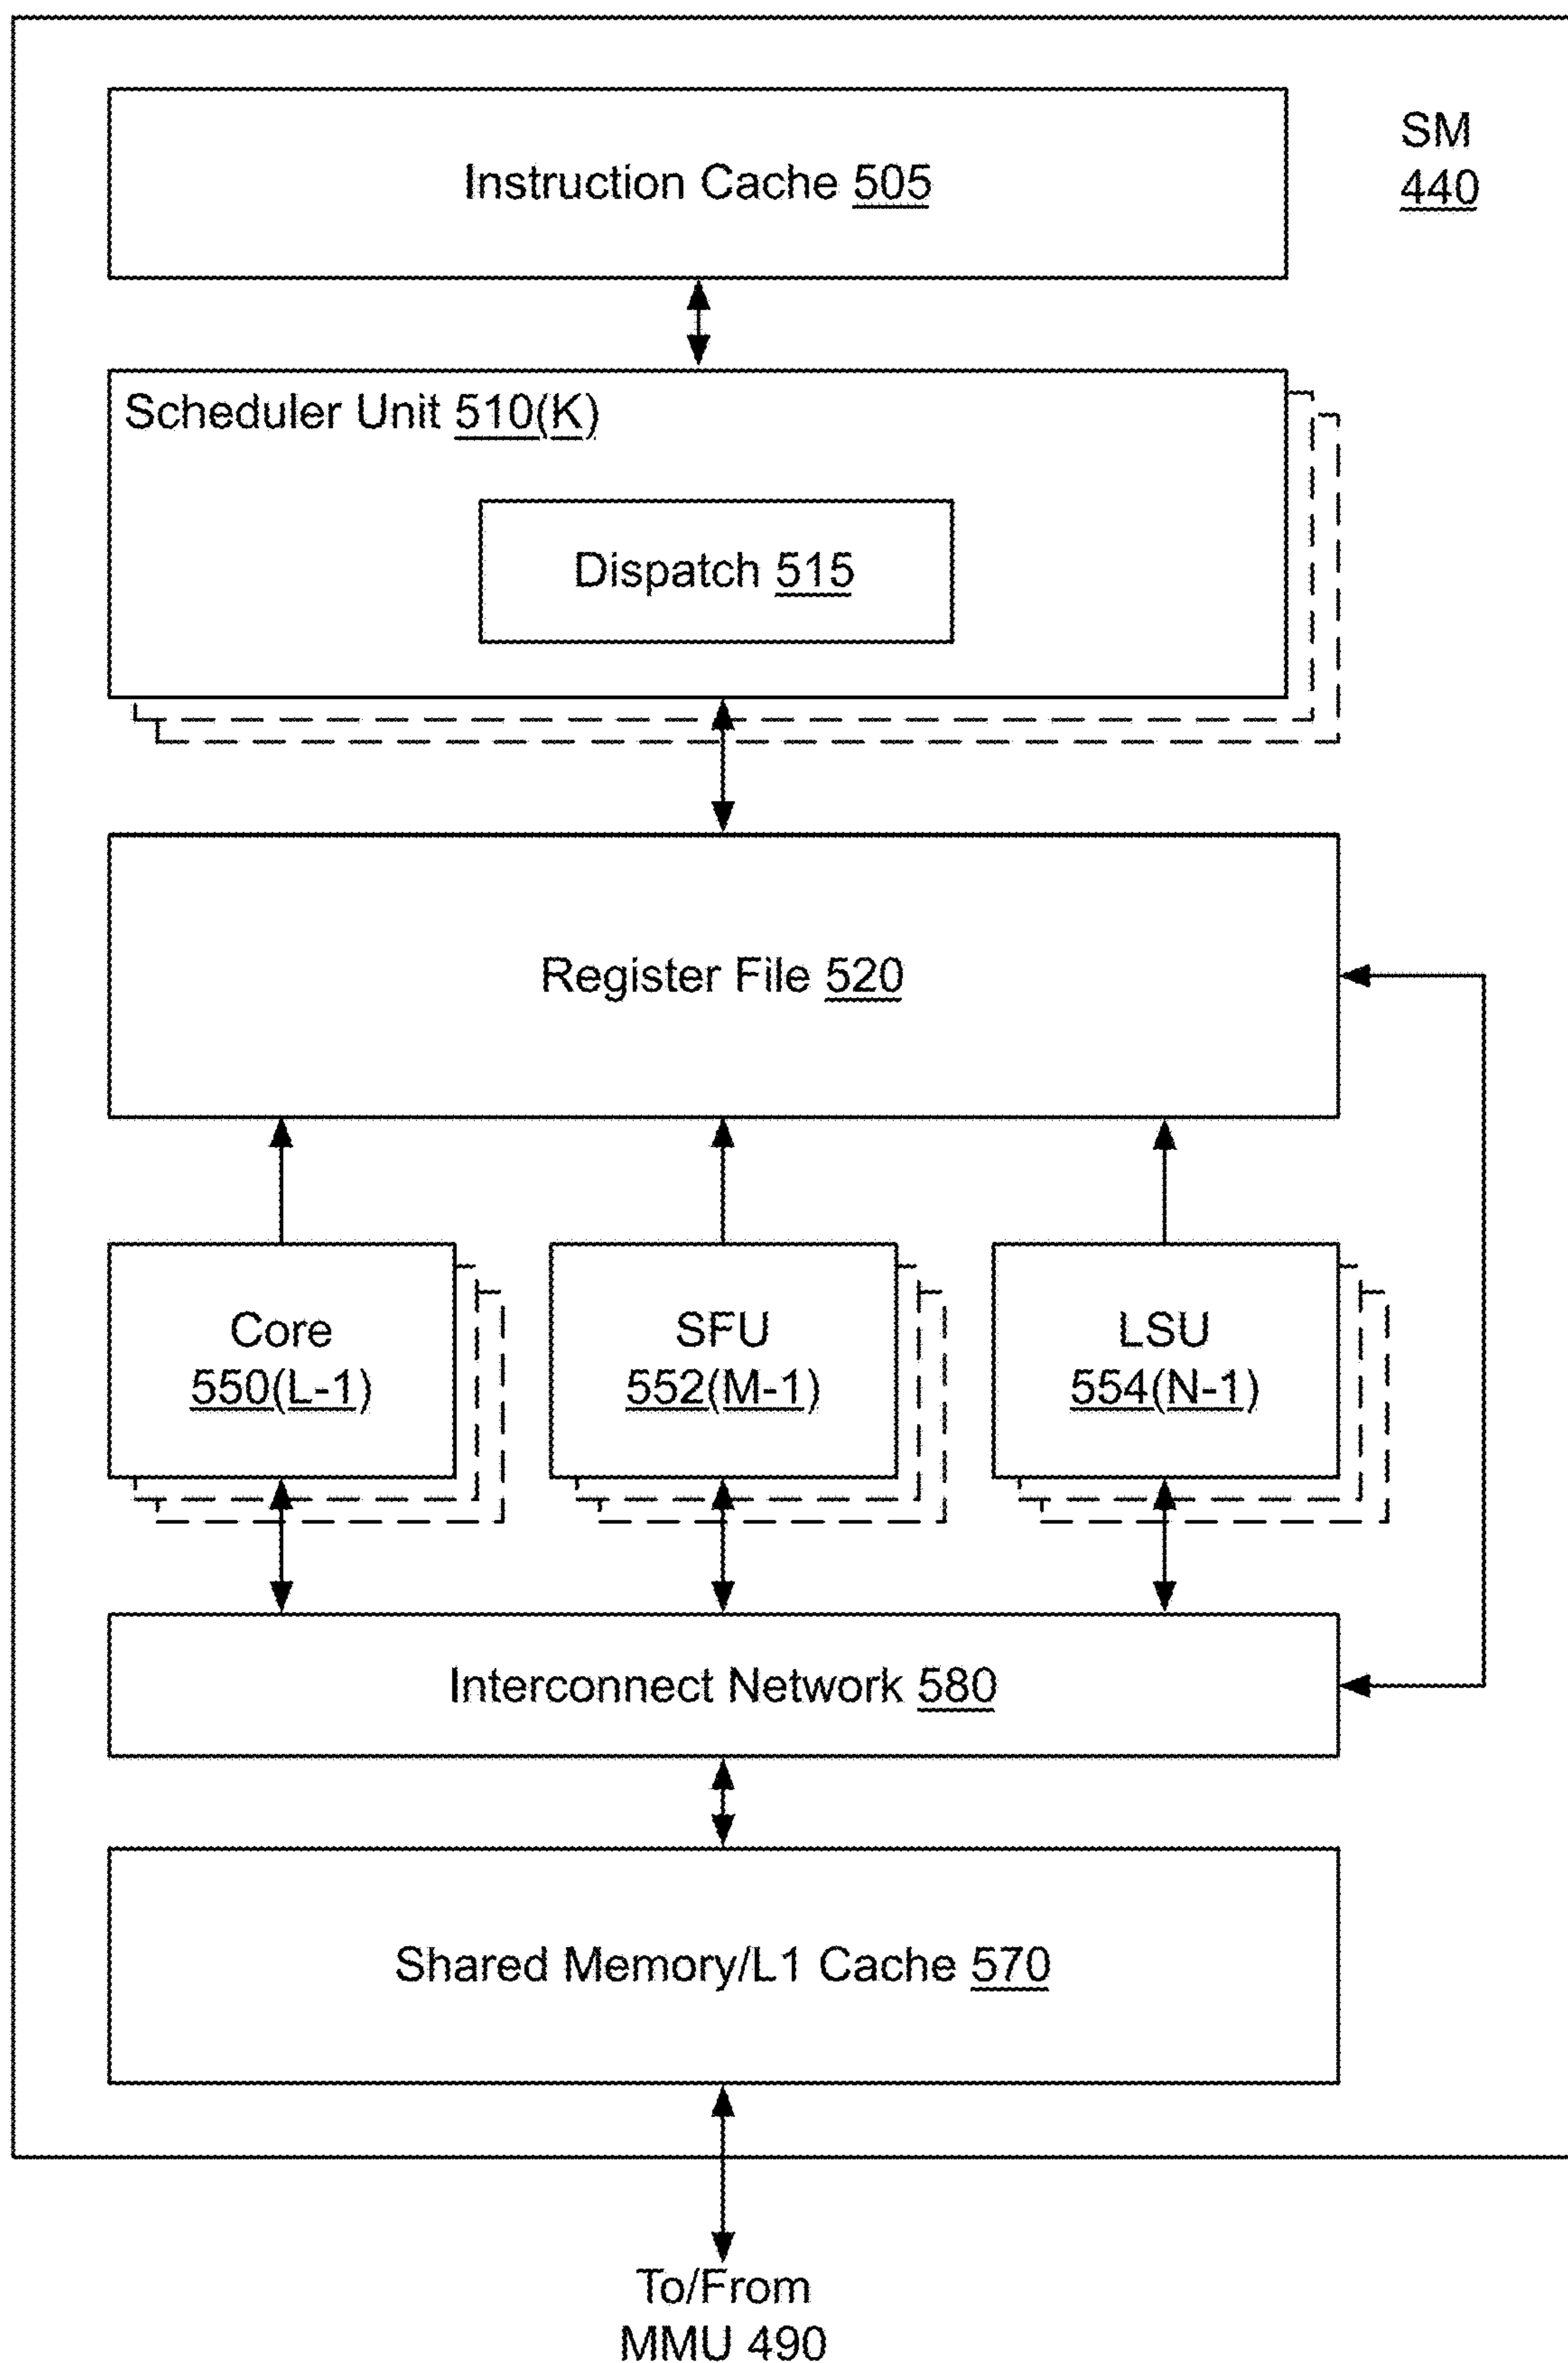 Instruction Cache 505
SM
440
Scheduler Unit 510(K)
Dispatch 515
Register File 520
Core
550(L-1)
SFU
552(M-1)
LSU
554(N-1)
Interconnect Network 580
Shared Memory/L1 Cache 570
To/From
MMU 490